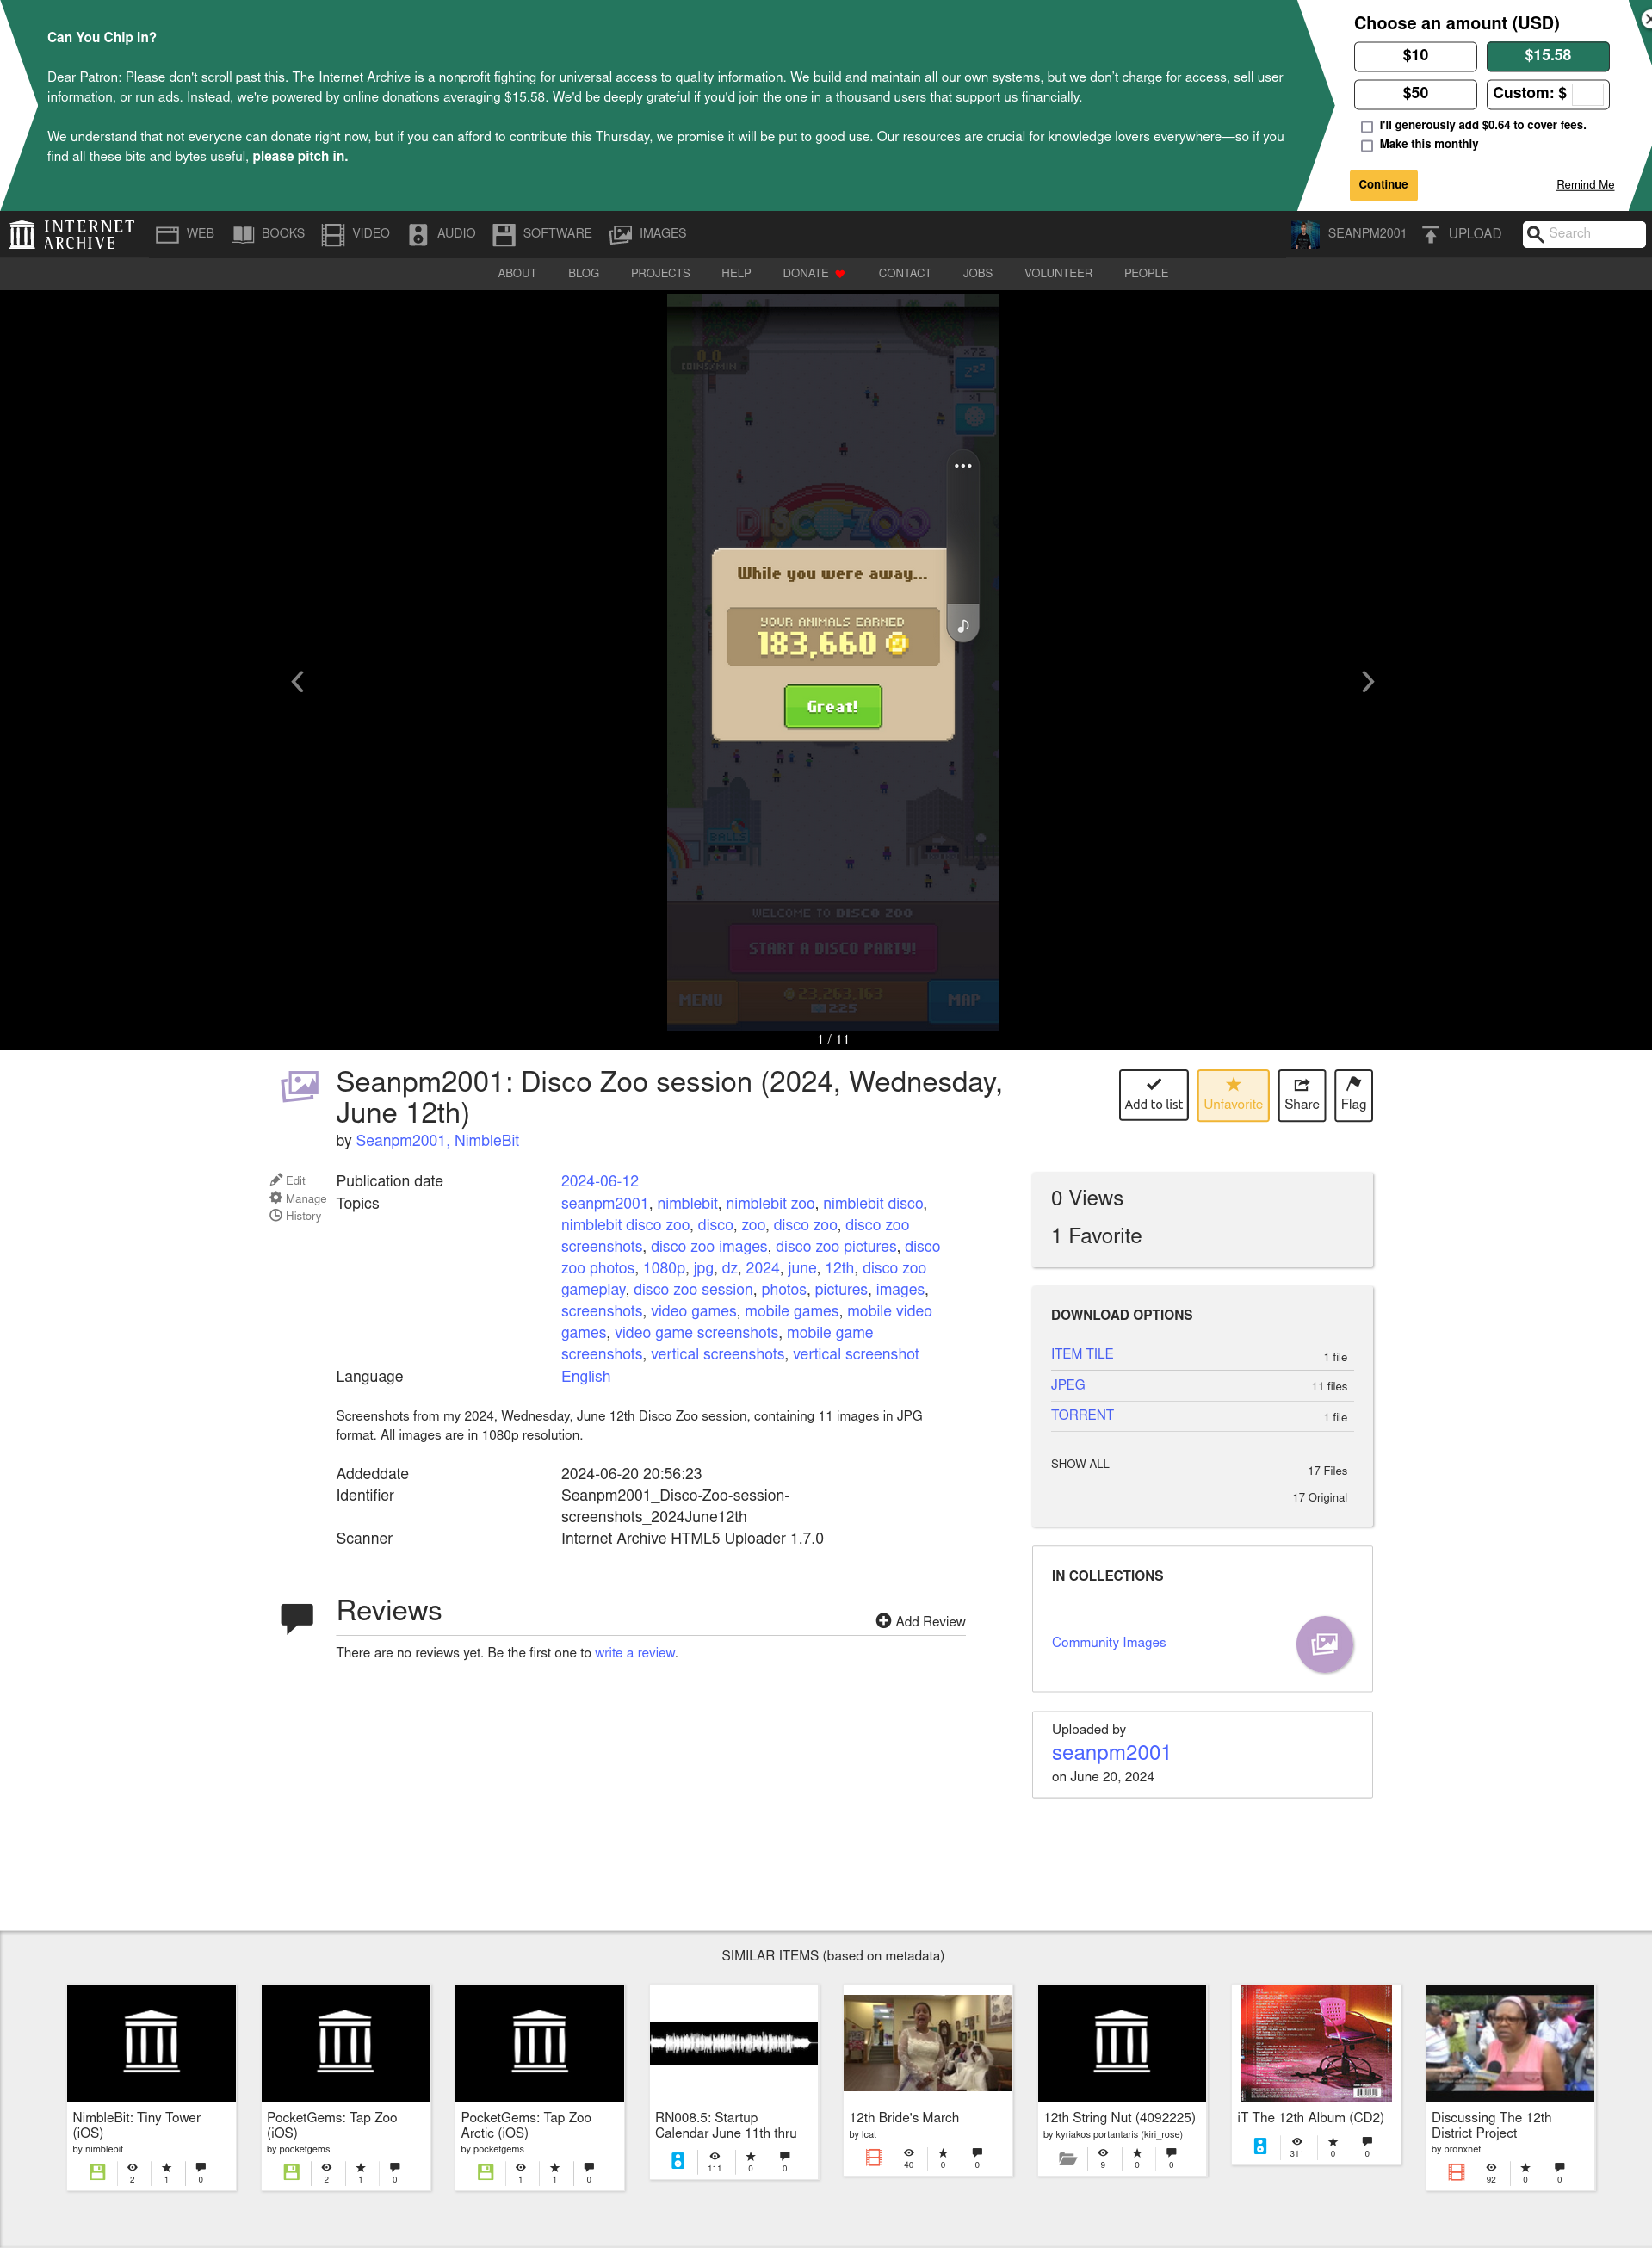 Can You Chip In?
Dear Patron: Please don't scroll past this. The Internet Archive is a nonprofit fighting for universal access to quality information. We build and maintain all our own systems, but we don't charge for access, sell user
information, or run ads. Instead, we're powered by online donations averaging $15.58. We'd be deeply grateful if you'd join the one in a thousand users that support us financially.
We understand that not everyone can donate right now, but if you can afford to contribute this Thursday, we promise it will be put to good use. Our resources are crucial for knowledge lovers everywhere—so if you
find all these bits and bytes useful, please pitch in.
Choose an amount (USD)
$10 $15.58
$50 Custom: $
I'll generously add $0.64 to cover fees.
Make this monthly
Continue Remind Me
INTERNET ARCHIVE WEB BOOKS VIDEO AUDIO SOFTWARE IMAGES SEANPM2001 UPLOAD Search
ABOUT BLOG PROJECTS HELP DONATE CONTACT JOBS VOLUNTEER PEOPLE
x72
0.0
COINS/MIN
zzz
x1
DISCO ZOO
While you were away...
YOUR ANIMALS EARNED
183,660
Great!
BALLS
WELCOME TO DISCO ZOO
START A DISCO PARTY!
MENU 23,263,163 MAP
225
1 / 11
Seanpm2001: Disco Zoo session (2024, Wednesday,
June 12th)
by Seanpm2001, NimbleBit
Add to list Unfavorite Share Flag
Edit
Manage
History
Publication date 2024-06-12
Topics seanpm2001, nimblebit, nimblebit zoo, nimblebit disco,
nimblebit disco zoo, disco, zoo, disco zoo, disco zoo
screenshots, disco zoo images, disco zoo pictures, disco
zoo photos, 1080p, jpg, dz, 2024, june, 12th, disco zoo
gameplay, disco zoo session, photos, pictures, images,
screenshots, video games, mobile games, mobile video
games, video game screenshots, mobile game
screenshots, vertical screenshots, vertical screenshot
Language English
Screenshots from my 2024, Wednesday, June 12th Disco Zoo session, containing 11 images in JPG
format. All images are in 1080p resolution.
Addeddate 2024-06-20 20:56:23
Identifier Seanpm2001_Disco-Zoo-session-
screenshots_2024June12th
Scanner Internet Archive HTML5 Uploader 1.7.0
Reviews
Add Review
There are no reviews yet. Be the first one to write a review.
0 Views
1 Favorite
DOWNLOAD OPTIONS
ITEM TILE 1 file
JPEG 11 files
TORRENT 1 file
SHOW ALL 17 Files
17 Original
IN COLLECTIONS
Community Images
Uploaded by
seanpm2001
on June 20, 2024
SIMILAR ITEMS (based on metadata)
NimbleBit: Tiny Tower
(iOS)
by nimblebit
2 1 0
PocketGems: Tap Zoo
(iOS)
by pocketgems
2 1 0
PocketGems: Tap Zoo
Arctic (iOS)
by pocketgems
1 1 0
RN008.5: Startup
Calendar June 11th thru
111 0 0
12th Bride's March
by lcat
40 0 0
12th String Nut (4092225)
by kyriakos portantaris (kiri_rose)
9 0 0
iT The 12th Album (CD2)
311 0 0
Discussing The 12th
District Project
by bronxnet
92 0 0